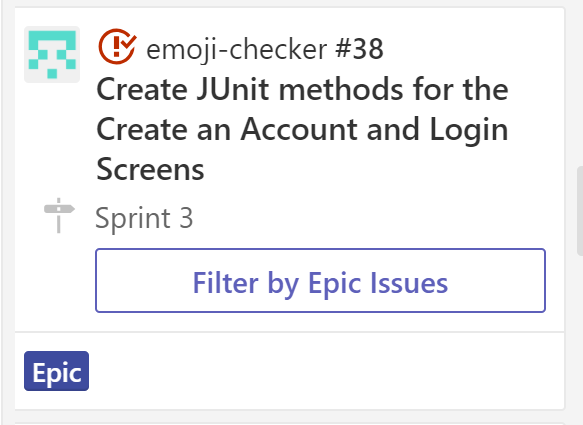 emoji-checker #38
Create JUnit methods for the
Create an Account and Login
Screens
Sprint 3
Filter by Epic Issues
Epic